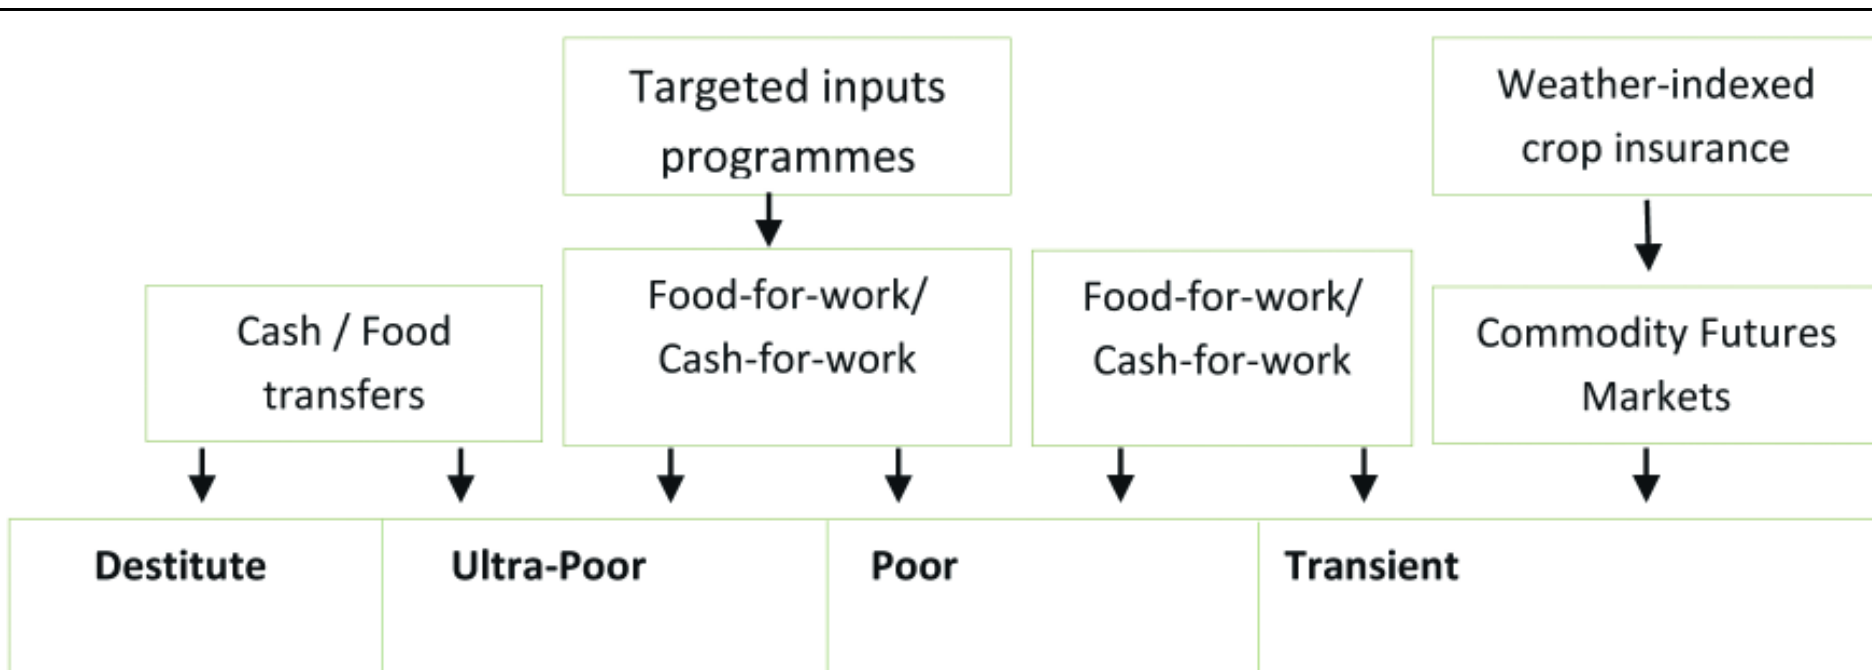 Targeted inputs
programmes
Weather-indexed
crop insurance
Cash / Food
transfers
Food-for-work/
Cash-for-work
Food-for-work/
Cash-for-work
Commodity Futures
Markets
Destitute
Ultra-Poor
Poor
Transient